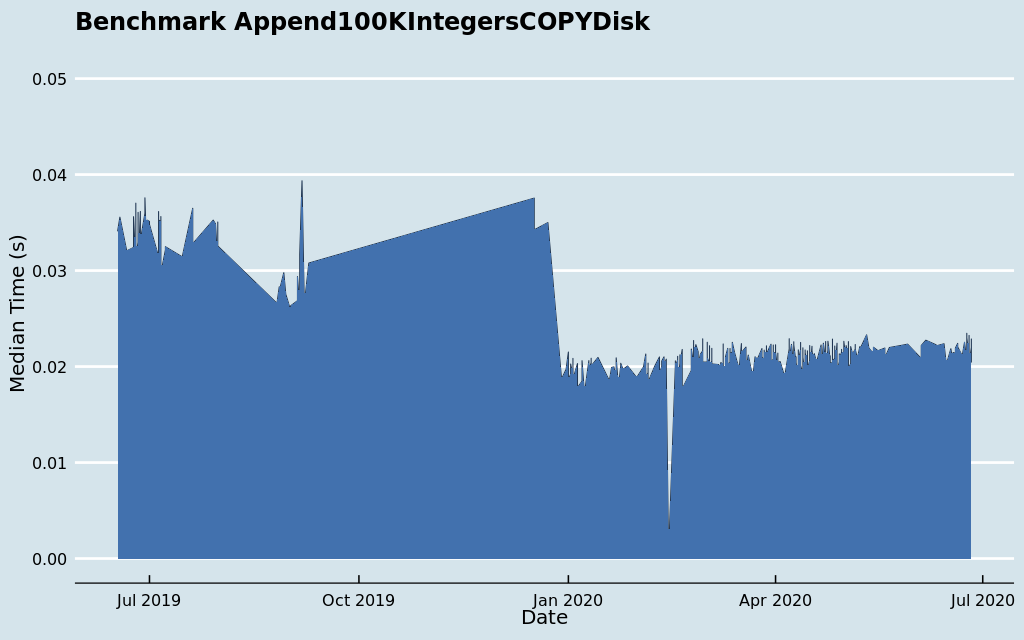 Benchmark Append100KIntegersCOPYDisk
Median Time (s)
0.05
0.04
0.03
0.02
0.01
0.00
Jul 2019
Oct 2019
Jan 2020
Apr 2020
Jul 2020
Date